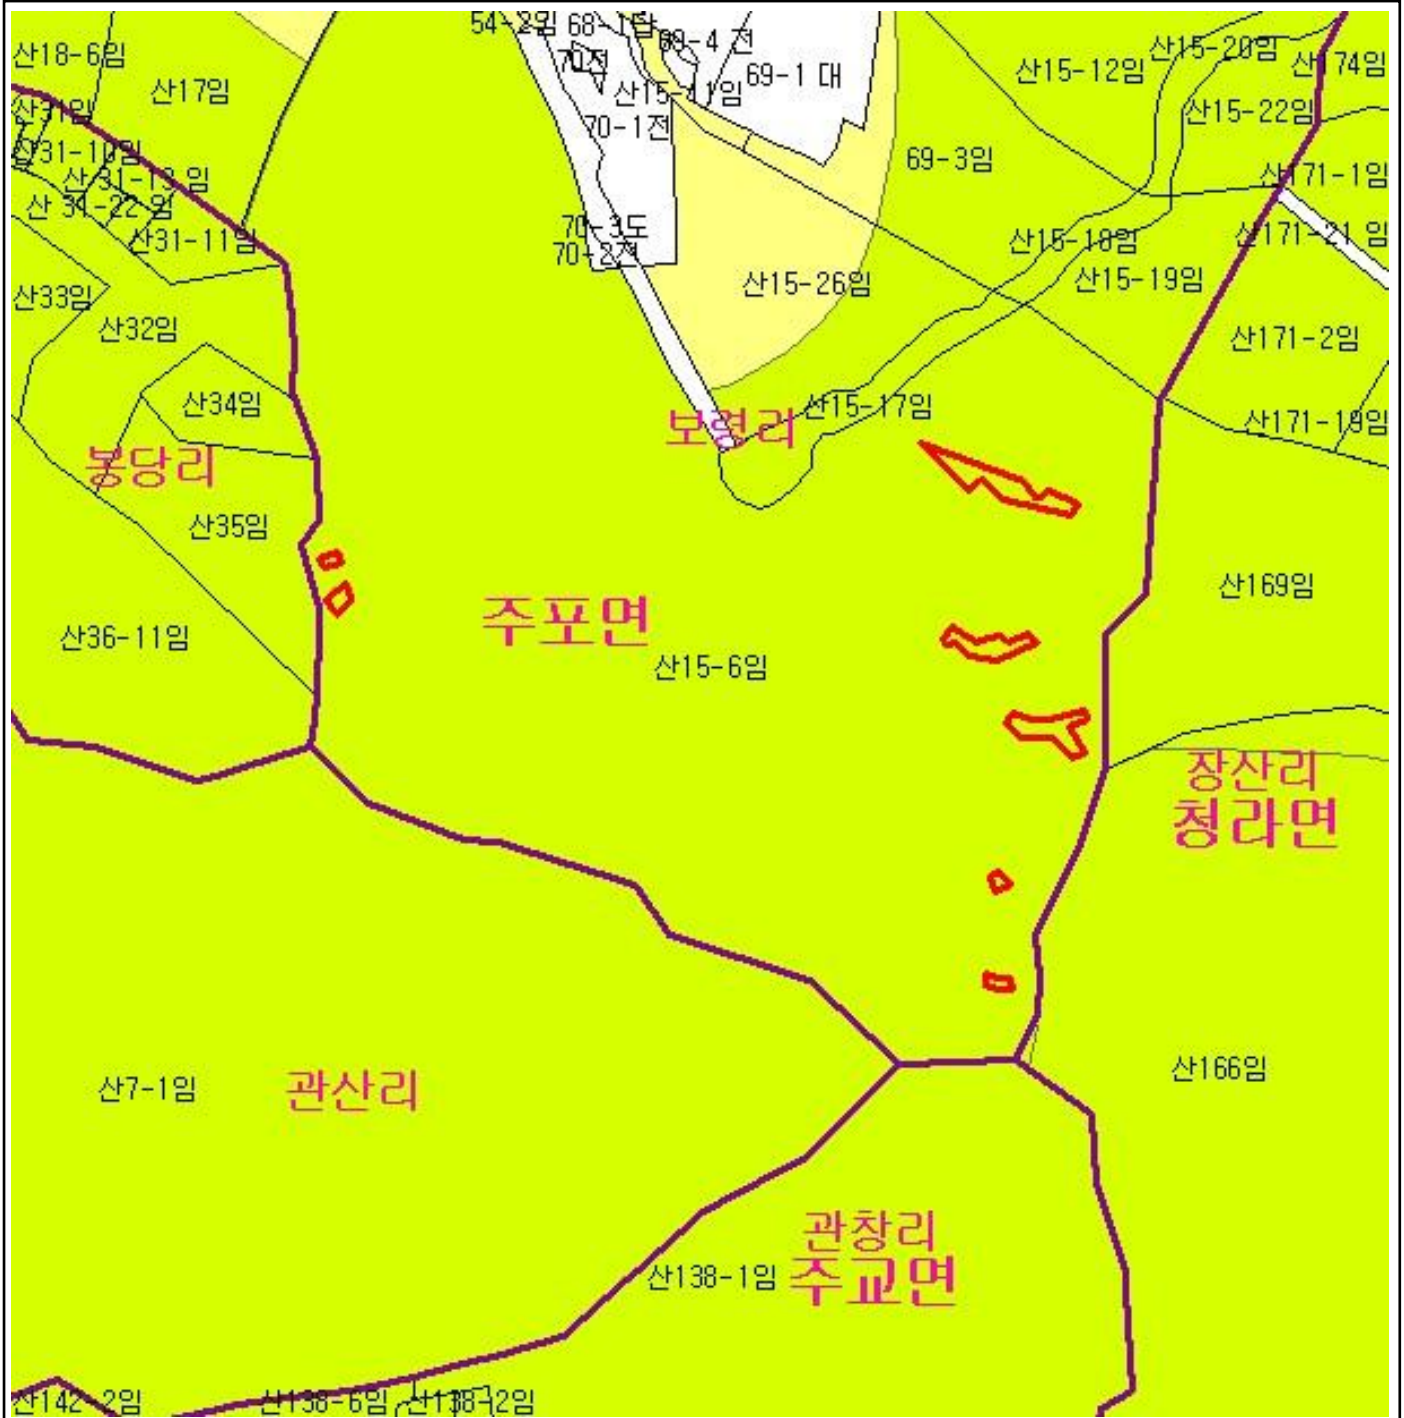 54-2임
68-1답
69-4 전
산18-6임
산17임
70전
69-1 대
산15-12임
산15-20임
산174임
산31임
산15-41임
산15-22임
70-1전
산31-10임
69-3임
산31-13 임
산171-1임
산 31-22 임
산31-11임
70-3도
70-2전
산15-18임
산171-21 임
산33임
산32임
산15-26임
산15-19임
산171-2임
산34임
보령리
산15-17임
산171-19임
봉당리
산35임
산169임
주포면
산36-11임
산15-6임
장산리
청라면
산7-1임
관산리
산166임
관창리
산138-1임
주교면
산142-2임
산138-6임
산138-2임